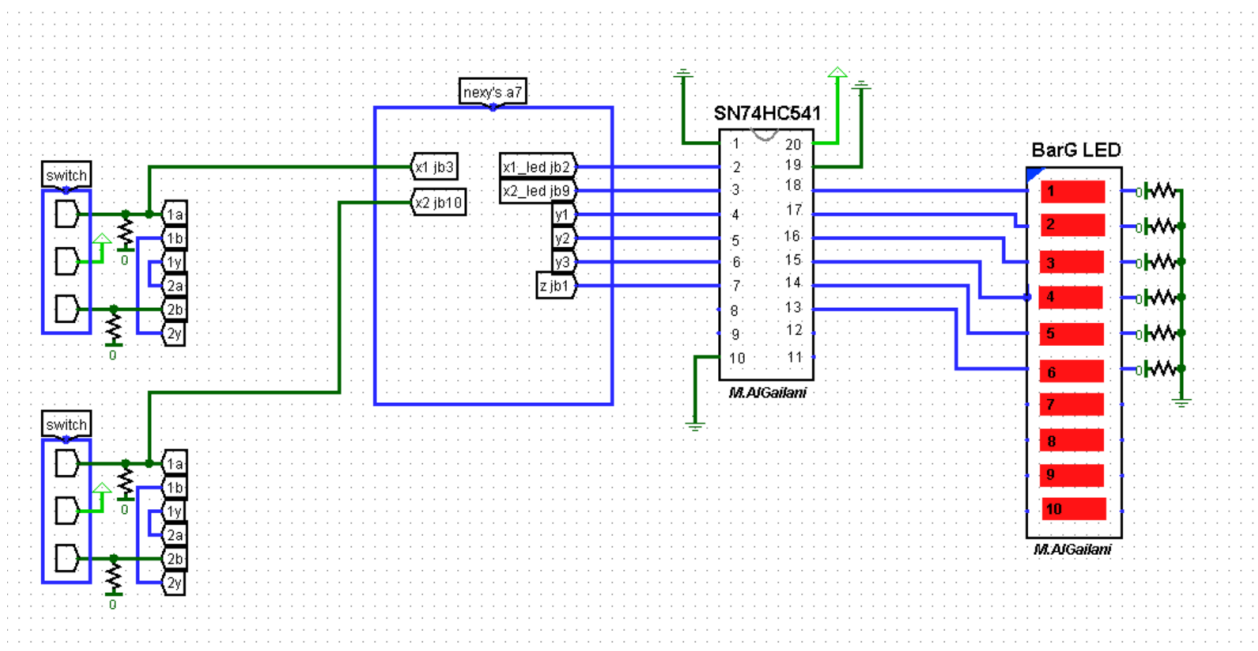 nexy's a7
SN74HC541
BarG LED
switch
x1 jb3
x2 jb10
x1_led jb2
x2_led jb9
y1
y2
y3
z jb1
1a
1b
1y
2a
2b
2y
0
0
1
2
3
4
5
6
7
8
9
10
20
19
18
17
16
15
14
13
12
11
M.AlGailani
1
2
3
4
5
6
7
8
9
10
0
0
0
0
0
0
M.AlGailani
switch
1a
1b
1y
2a
2b
2y
0
0